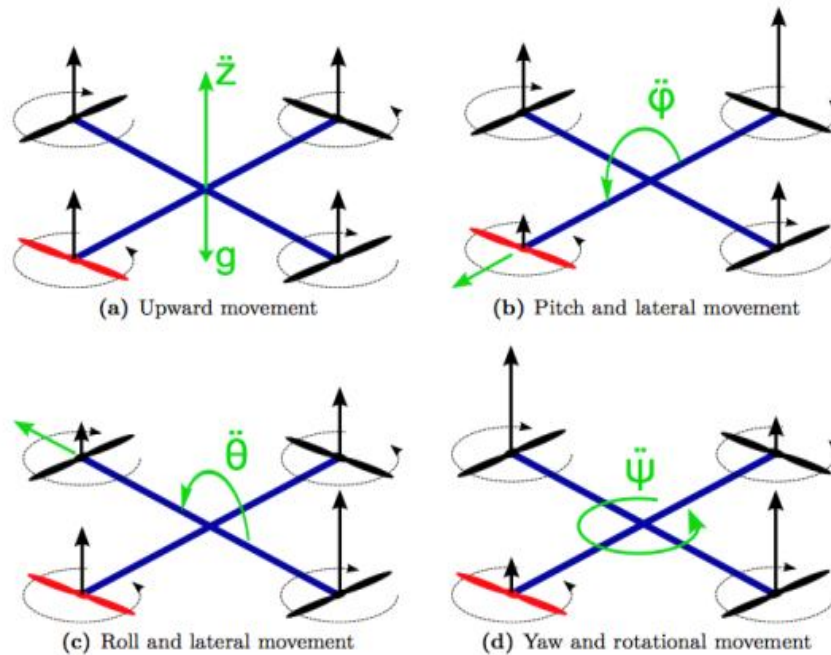 z̈
g
φ̈
(a) Upward movement
(b) Pitch and lateral movement
θ̈
ψ̈
(c) Roll and lateral movement
(d) Yaw and rotational movement